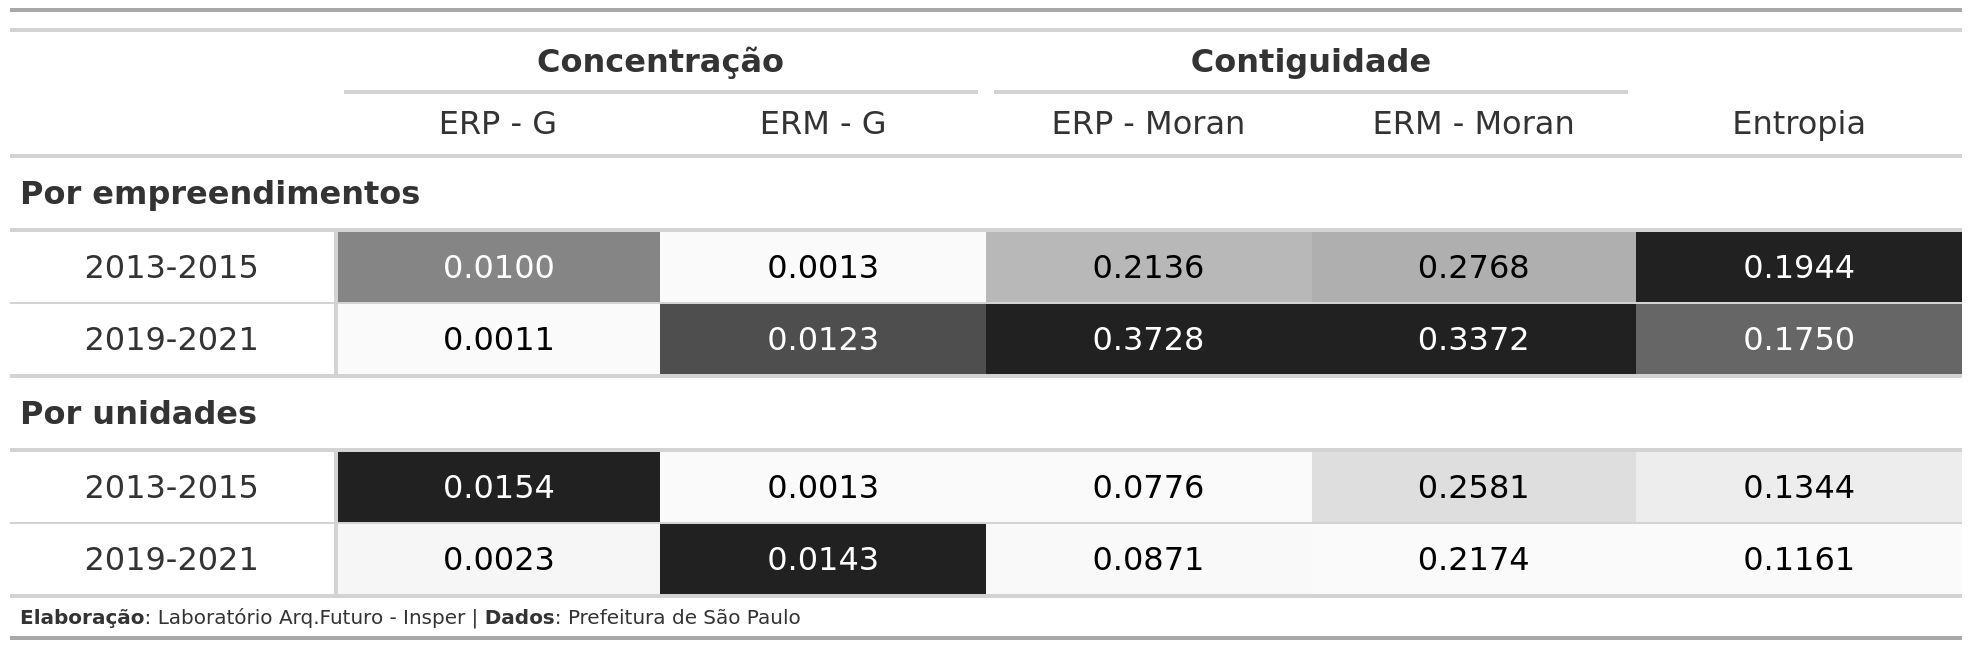 Concentração Contiguidade
ERP - G ERM - G ERP - Moran ERM - Moran Entropia
Por empreendimentos
2013-2015 0.0100 0.0013 0.2136 0.2768 0.1944
2019-2021 0.0011 0.0123 0.3728 0.3372 0.1750
Por unidades
2013-2015 0.0154 0.0013 0.0776 0.2581 0.1344
2019-2021 0.0023 0.0143 0.0871 0.2174 0.1161
Elaboração: Laboratório Arq.Futuro - Insper | Dados: Prefeitura de São Paulo